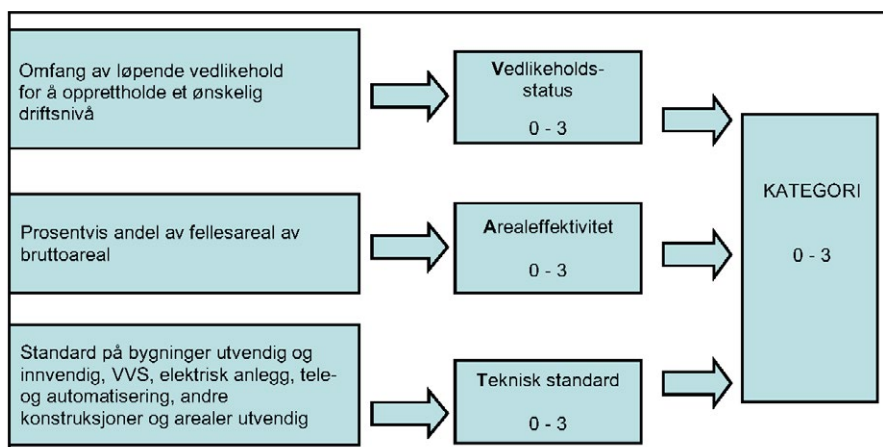 Omfang av løpende vedlikehold
for å opprettholde et ønskelig
driftsnivå
Vedlikeholds-
status
0 - 3
Prosentvis andel av fellesareal av
bruttoareal
Arealeffektivitet
0 - 3
Standard på bygninger utvendig og
innvendig, VVS, elektrisk anlegg, tele-
og automatisering, andre
konstruksjoner og arealer utvendig
Teknisk standard
0 - 3
KATEGORI
0 - 3